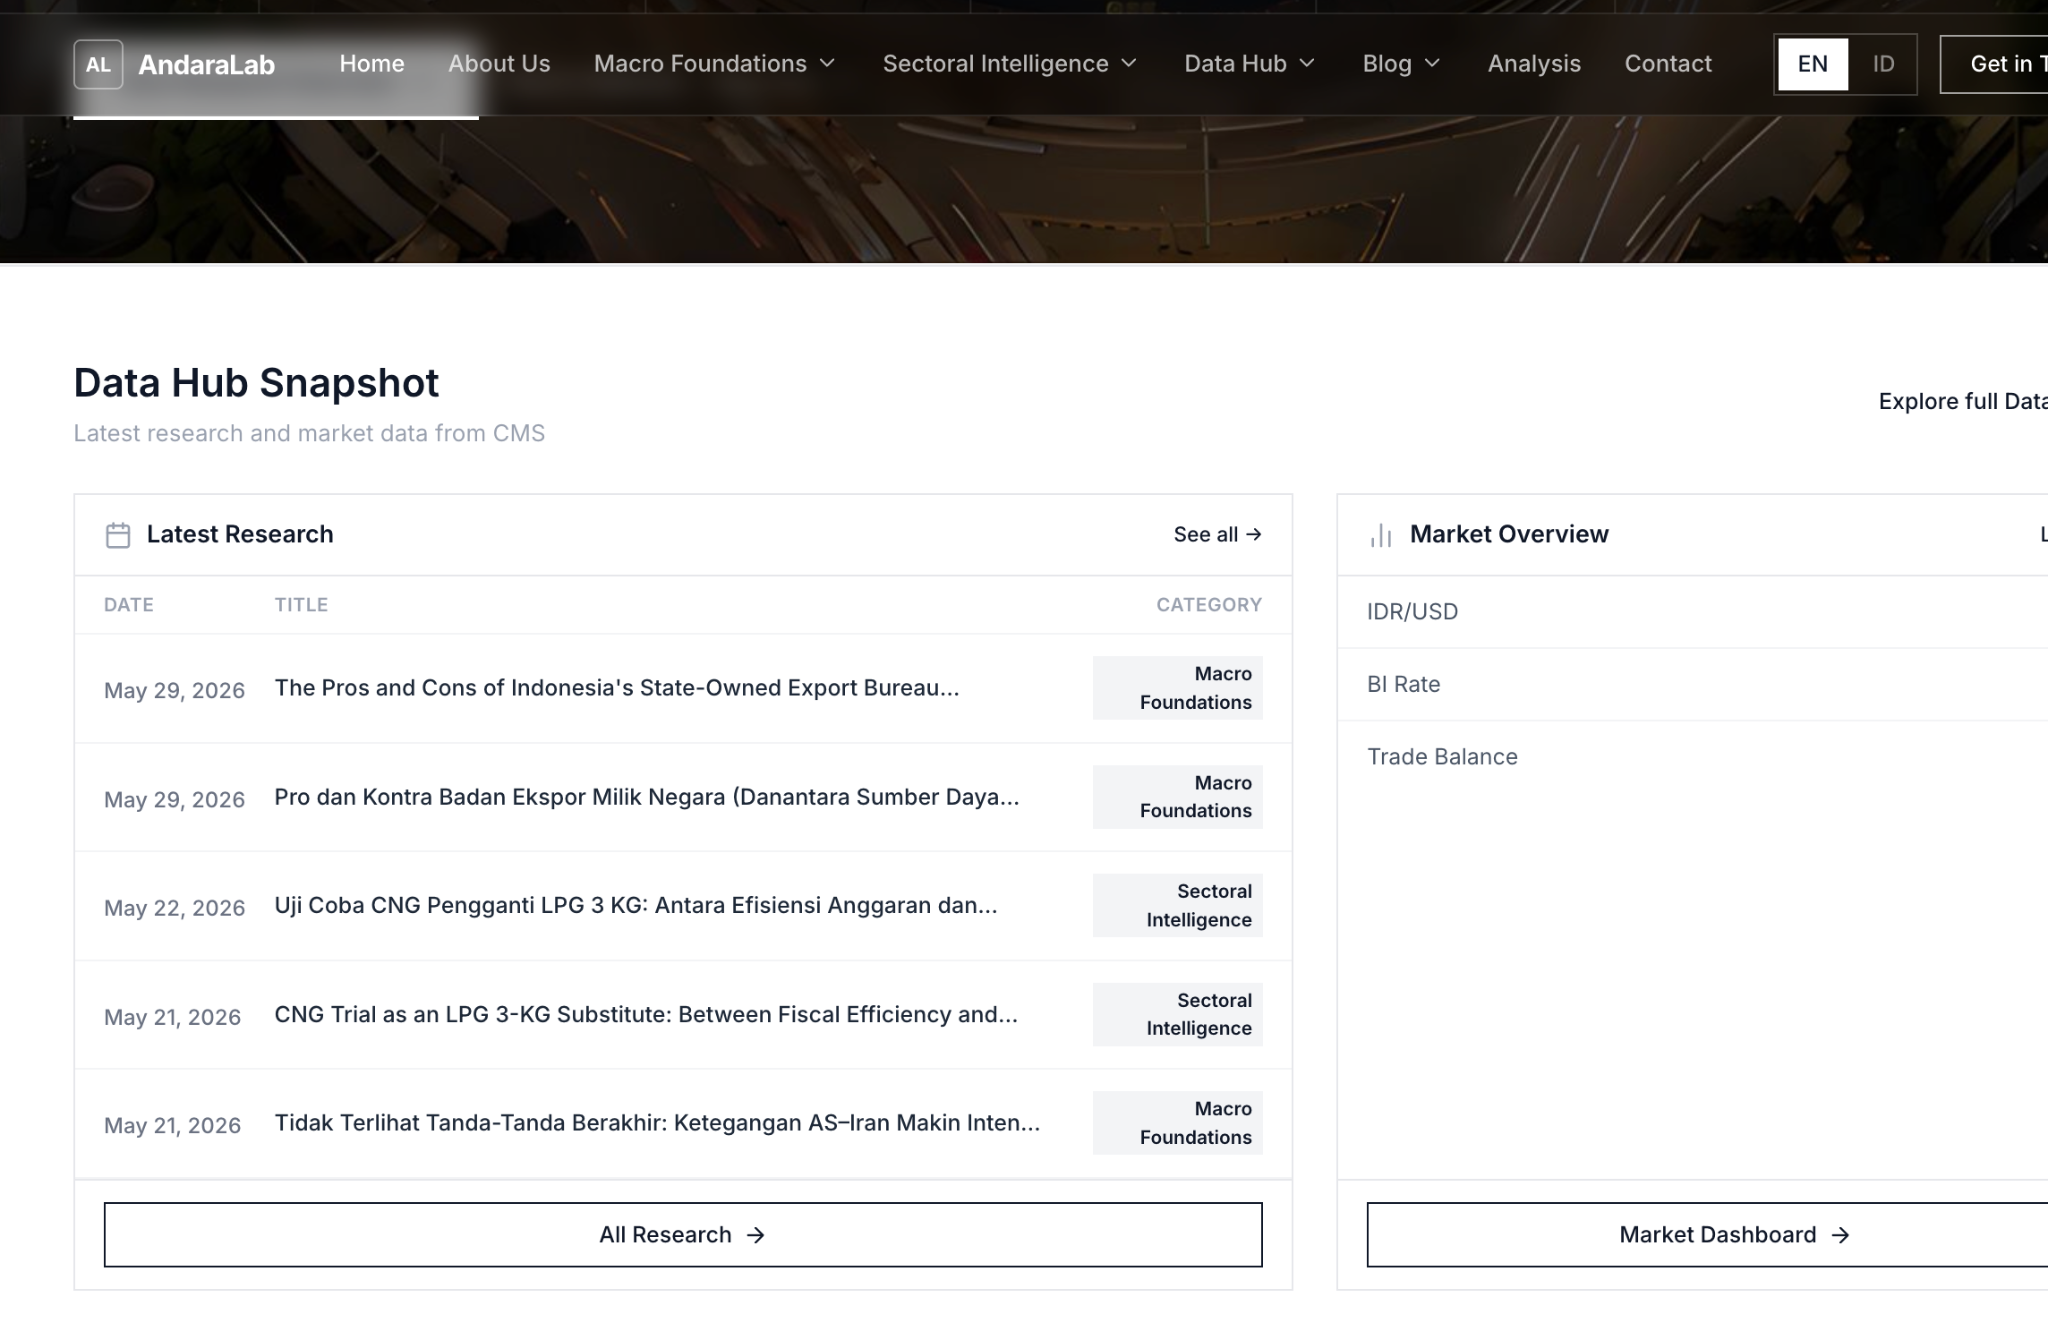 AL AndaraLab Home About Us Macro Foundations Sectoral Intelligence Data Hub Blog Analysis Contact EN ID Get in
Data Hub Snapshot
Latest research and market data from CMS
Explore full Data
Latest Research See all →
DATE TITLE CATEGORY
May 29, 2026 The Pros and Cons of Indonesia's State-Owned Export Bureau... Macro
Foundations
May 29, 2026 Pro dan Kontra Badan Ekspor Milik Negara (Danantara Sumber Daya... Macro
Foundations
May 22, 2026 Uji Coba CNG Pengganti LPG 3 KG: Antara Efisiensi Anggaran dan... Sectoral
Intelligence
May 21, 2026 CNG Trial as an LPG 3-KG Substitute: Between Fiscal Efficiency and... Sectoral
Intelligence
May 21, 2026 Tidak Terlihat Tanda-Tanda Berakhir: Ketegangan AS–Iran Makin Inten... Macro
Foundations
All Research →
Market Overview
IDR/USD
BI Rate
Trade Balance
Market Dashboard →